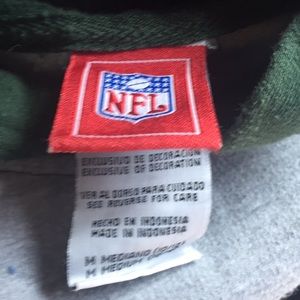 NFL
EXCLUSIVO DE DECORACION
EXCLUSIVE OF DECORATION
VER AL DORSO PARA CUIDADO
SEE REVERSE FOR CARE
HECHO EN INDONESIA
MADE IN INDONESIA
M MEDIANO
M MEDIUM